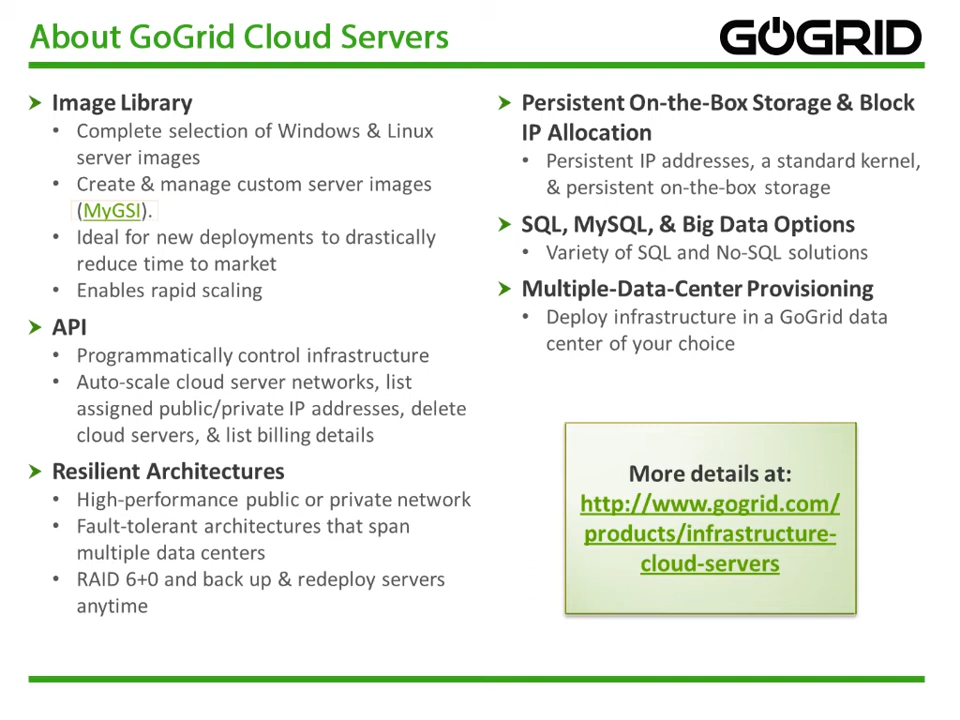 About GoGrid Cloud Servers
GOGRID
Image Library
• Complete selection of Windows & Linux
server images
• Create & manage custom server images
(MyGSI).
• Ideal for new deployments to drastically
reduce time to market
• Enables rapid scaling
API
• Programmatically control infrastructure
• Auto-scale cloud server networks, list
assigned public/private IP addresses, delete
cloud servers, & list billing details
Resilient Architectures
• High-performance public or private network
• Fault-tolerant architectures that span
multiple data centers
• RAID 6+0 and back up & redeploy servers
anytime
Persistent On-the-Box Storage & Block
IP Allocation
• Persistent IP addresses, a standard kernel,
& persistent on-the-box storage
SQL, MySQL, & Big Data Options
• Variety of SQL and No-SQL solutions
Multiple-Data-Center Provisioning
• Deploy infrastructure in a GoGrid data
center of your choice
More details at:
http://www.gogrid.com/
products/infrastructure-
cloud-servers